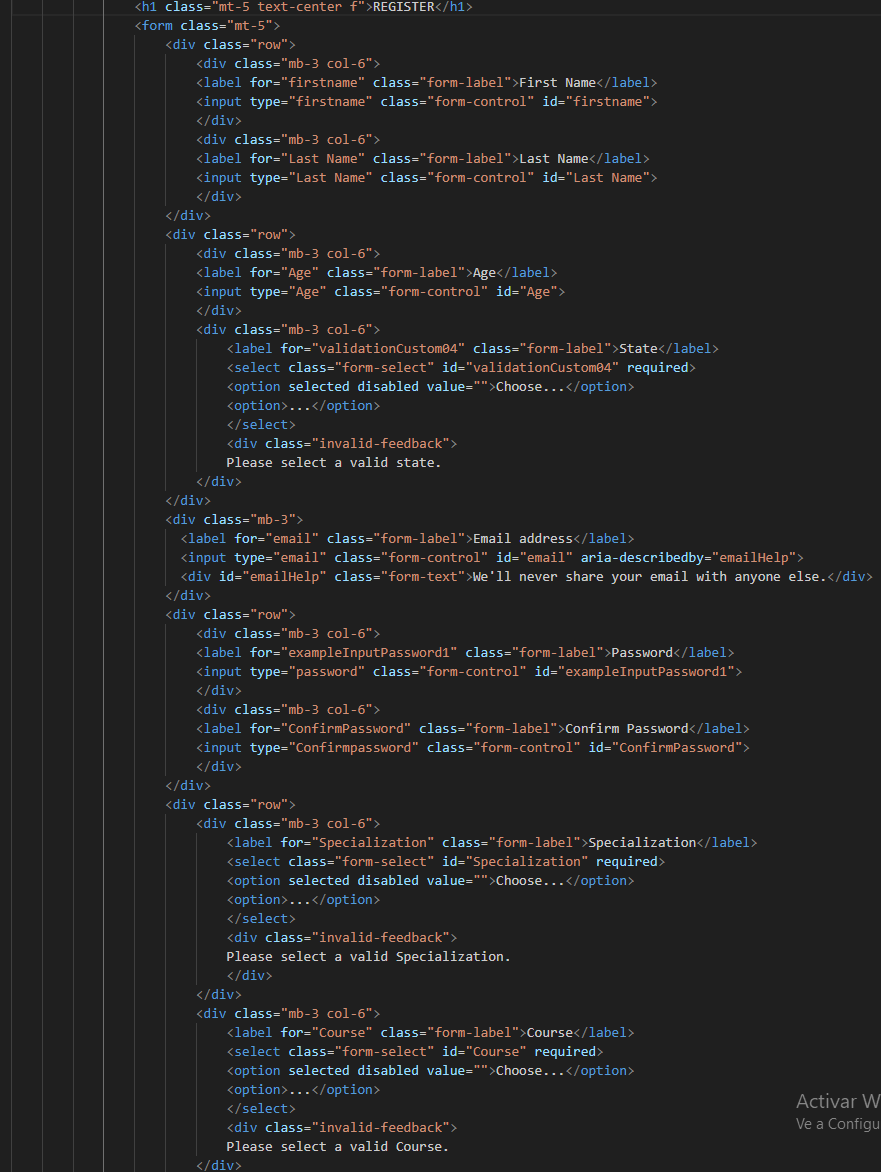 <h1 class="mt-5 text-center f">REGISTER</h1>
<form class="mt-5">
<div class="row">
<div class="mb-3 col-6">
<label for="firstname" class="form-label">First Name</label>
<input type="firstname" class="form-control" id="firstname">
</div>
<div class="mb-3 col-6">
<label for="Last Name" class="form-label">Last Name</label>
<input type="Last Name" class="form-control" id="Last Name">
</div>
</div>
<div class="row">
<div class="mb-3 col-6">
<label for="Age" class="form-label">Age</label>
<input type="Age" class="form-control" id="Age">
</div>
<div class="mb-3 col-6">
<label for="validationCustom04" class="form-label">State</label>
<select class="form-select" id="validationCustom04" required>
<option selected disabled value="">Choose...</option>
<option>...</option>
</select>
<div class="invalid-feedback">
Please select a valid state.
</div>
</div>
<div class="mb-3">
<label for="email" class="form-label">Email address</label>
<input type="email" class="form-control" id="email" aria-describedby="emailHelp">
<div id="emailHelp" class="form-text">We'll never share your email with anyone else.</div>
</div>
<div class="row">
<div class="mb-3 col-6">
<label for="exampleInputPassword1" class="form-label">Password</label>
<input type="password" class="form-control" id="exampleInputPassword1">
</div>
<div class="mb-3 col-6">
<label for="ConfirmPassword" class="form-label">Confirm Password</label>
<input type="Confirmpassword" class="form-control" id="ConfirmPassword">
</div>
</div>
<div class="row">
<div class="mb-3 col-6">
<label for="Specialization" class="form-label">Specialization</label>
<select class="form-select" id="Specialization" required>
<option selected disabled value="">Choose...</option>
<option>...</option>
</select>
<div class="invalid-feedback">
Please select a valid Specialization.
</div>
</div>
<div class="mb-3 col-6">
<label for="Course" class="form-label">Course</label>
<select class="form-select" id="Course" required>
<option selected disabled value="">Choose...</option>
<option>...</option>
</select>
<div class="invalid-feedback">
Please select a valid Course.
</div>
Activar W
Ve a Configu